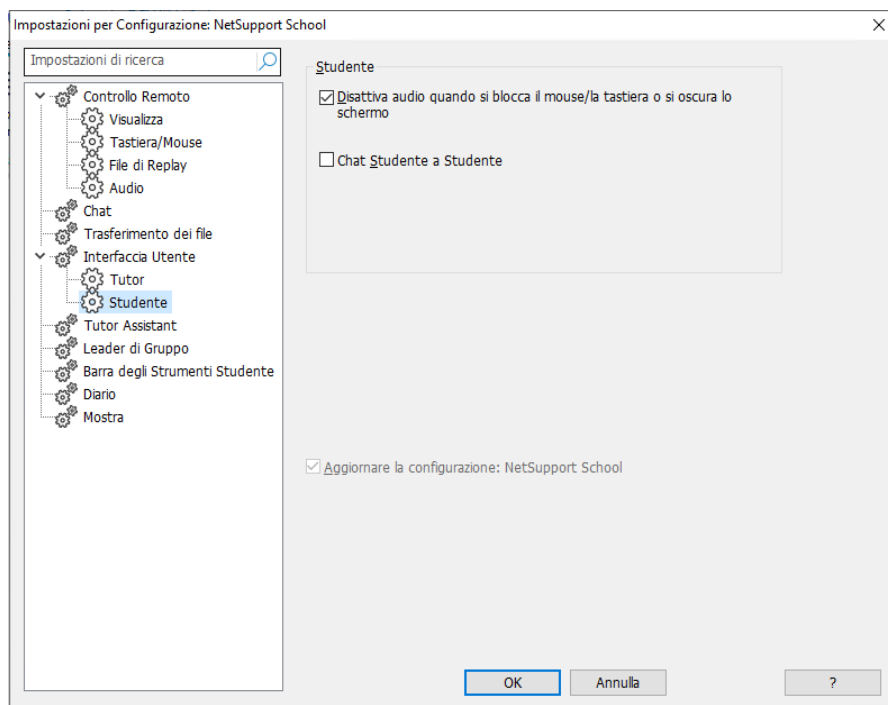 Impostazioni per Configurazione: NetSupport School
Impostazioni di ricerca
Controllo Remoto
Visualizza
Tastiera/Mouse
File di Replay
Audio
Chat
Trasferimento dei file
Interfaccia Utente
Tutor
Studente
Tutor Assistant
Leader di Gruppo
Barra degli Strumenti Studente
Diario
Mostra
Studente
Disattiva audio quando si blocca il mouse/la tastiera o si oscura lo
schermo
Chat Studente a Studente
Aggiornare la configurazione: NetSupport School
OK
Annulla
?